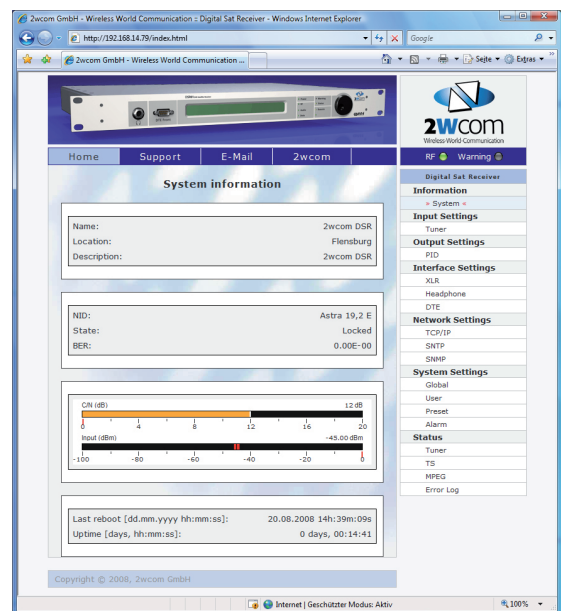 2wcom GmbH - Wireless World Communication :: Digital Sat Receiver - Windows Internet Explorer
http://192.168.14.79/index.html
Google
2wcom GmbH - Wireless World Communication ...
Seite
Extras
2wcom
Wireless-World-Communication
Home Support E-Mail 2wcom
RF Warning
System information
Name: 2wcom DSR
Location: Flensburg
Description: 2wcom DSR
NID: Astra 19,2 E
State: Locked
BER: 0.00E-00
C/N (dB) 12 dB
0 4 8 12 16 20
Input (dBm) -45.00 dBm
-100 -80 -60 -40 -20 0
Last reboot [dd.mm.yyyy hh:mm:ss]: 20.08.2008 14h:39m:09s
Uptime [days, hh:mm:ss]: 0 days, 00:14:41
Copyright © 2008, 2wcom GmbH
Digital Sat Receiver
Information
» System «
Input Settings
Tuner
Output Settings
PID
Interface Settings
XLR
Headphone
DTE
Network Settings
TCP/IP
SNTP
SNMP
System Settings
Global
User
Preset
Alarm
Status
Tuner
TS
MPEG
Error Log
Internet | Geschützter Modus: Aktiv
100%